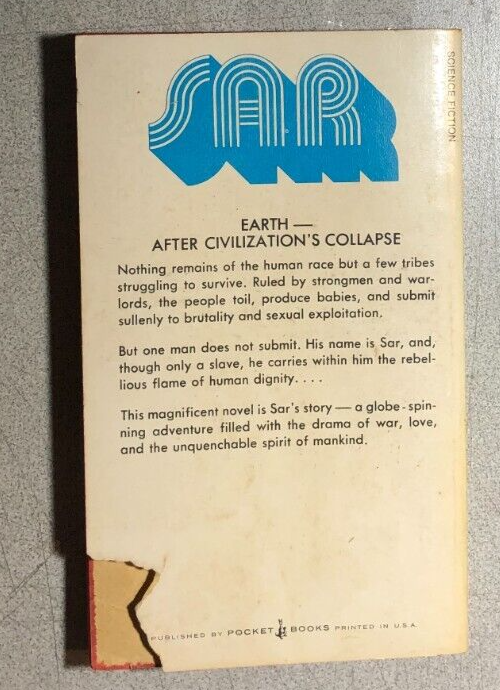 SAR
SCIENCE FICTION
EARTH —
AFTER CIVILIZATION'S COLLAPSE
Nothing remains of the human race but a few tribes
struggling to survive. Ruled by strongmen and war-
lords, the people toil, produce babies, and submit
sullenly to brutality and sexual exploitation.
But one man does not submit. His name is Sar, and,
though only a slave, he carries within him the rebel-
lious flame of human dignity. . . .
This magnificent novel is Sar's story — a globe-spin-
ning adventure filled with the drama of war, love,
and the unquenchable spirit of mankind.
PUBLISHED BY POCKET BOOKS PRINTED IN U.S.A.